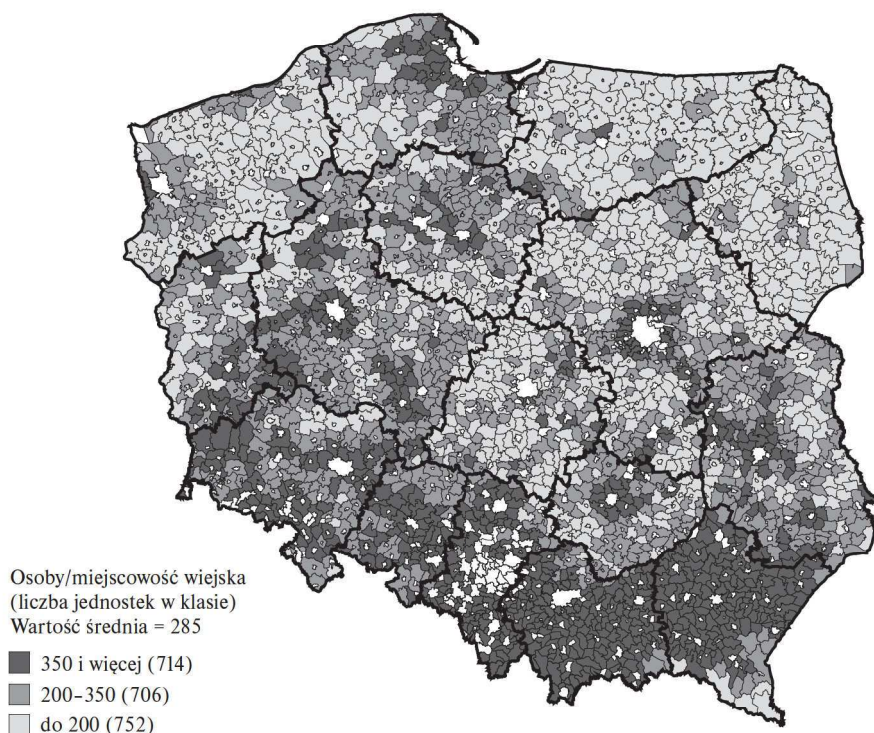 Osoby/miejscowość wiejska
(liczba jednostek w klasie)
Wartość średnia = 285
350 i więcej (714)
200–350 (706)
do 200 (752)